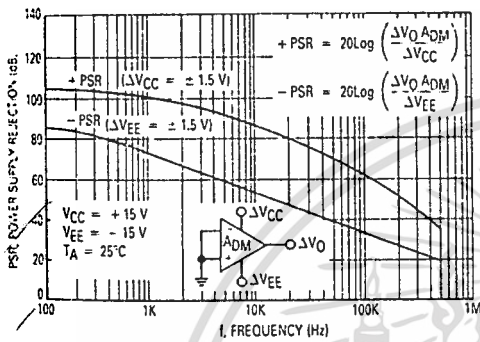 140
120
100
80
60
40
20
100
1K
10K
100K
1M
PSR, POWER SUPPLY REJECTION (dB)
f, FREQUENCY (Hz)
+ PSR = 20Log (ΔVO ADM / ΔVCC)
− PSR = 20Log (ΔVO ADM / ΔVEE)
+ PSR (ΔVCC = ± 1.5 V)
− PSR (ΔVEE = ± 1.5 V)
VCC = +15 V
VEE = − 15 V
TA = 25°C
ΔVCC
ADM
ΔVO
ΔVEE
−
+